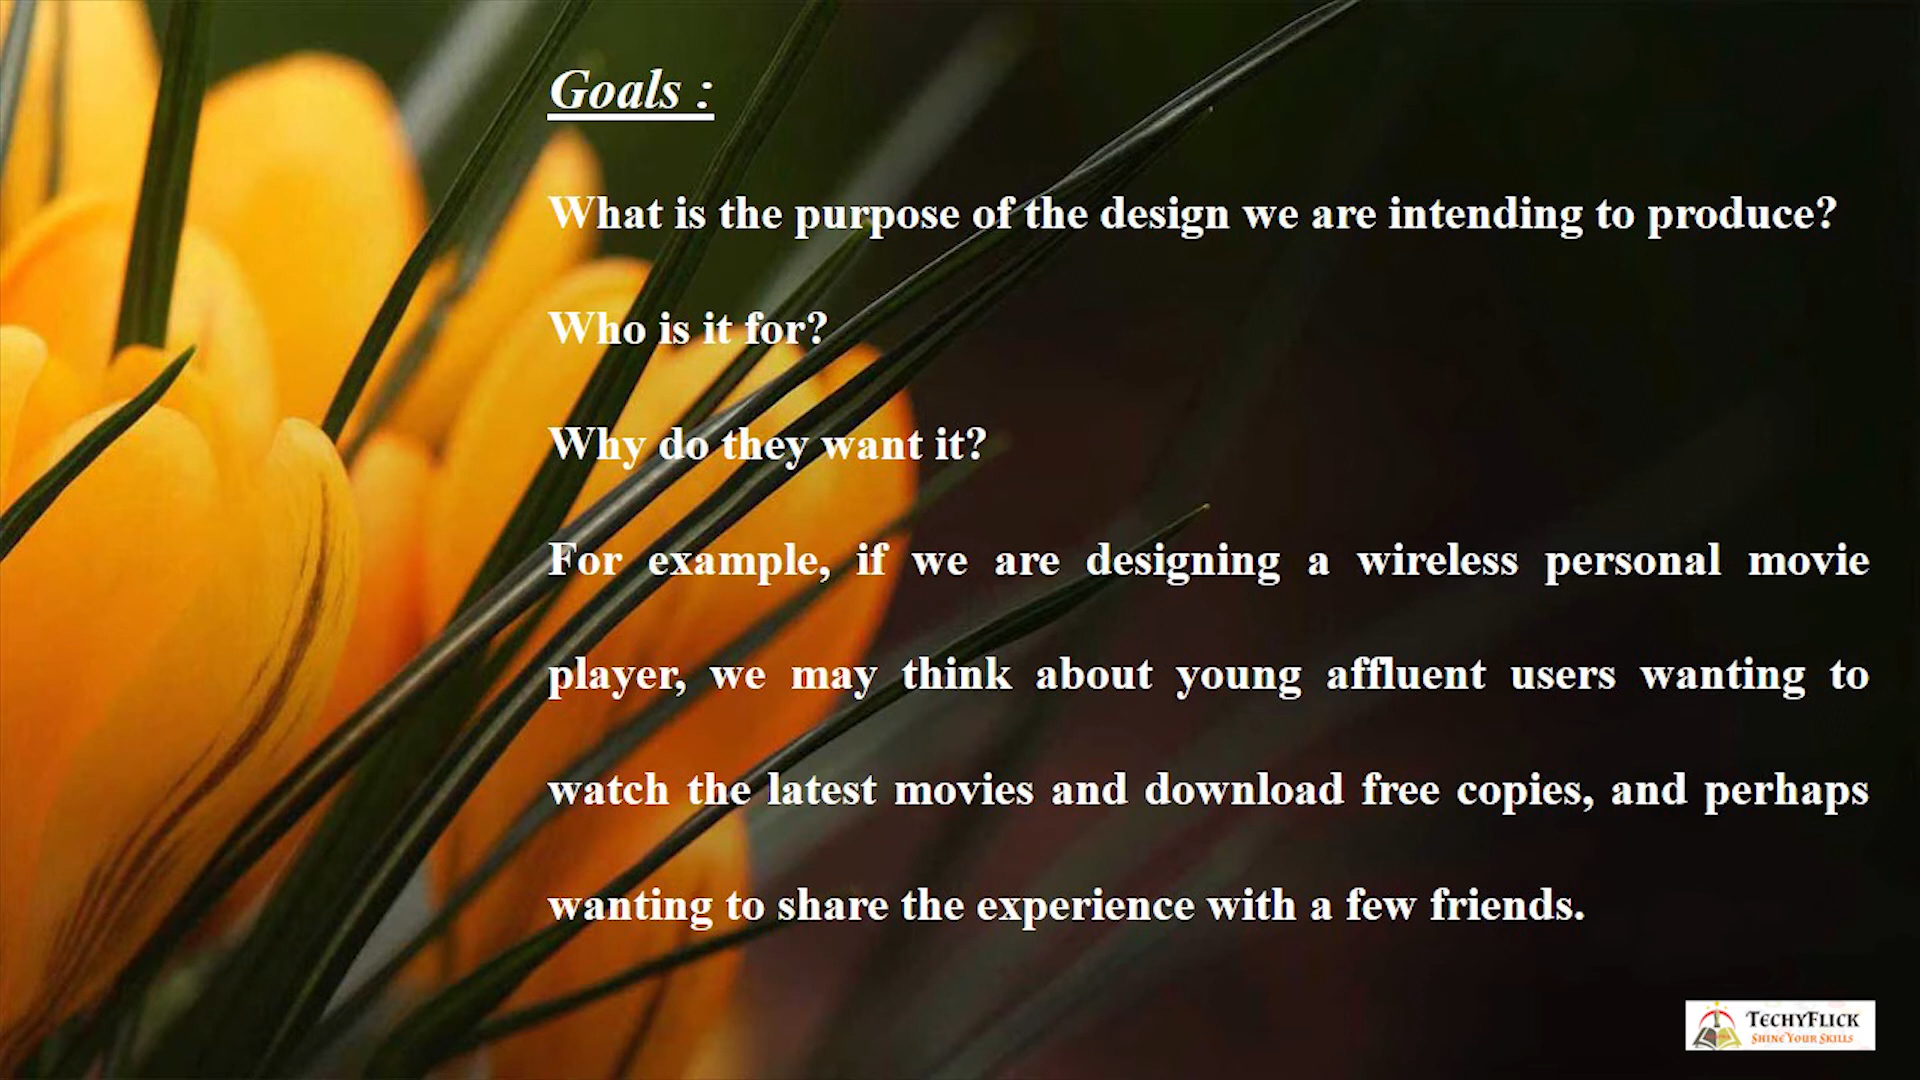 Goals :
What is the purpose of the design we are intending to produce?
Who is it for?
Why do they want it?
For example, if we are designing a wireless personal movie
player, we may think about young affluent users wanting to
watch the latest movies and download free copies, and perhaps
wanting to share the experience with a few friends.
TECHYFLICK
SHINE YOUR SKILLS